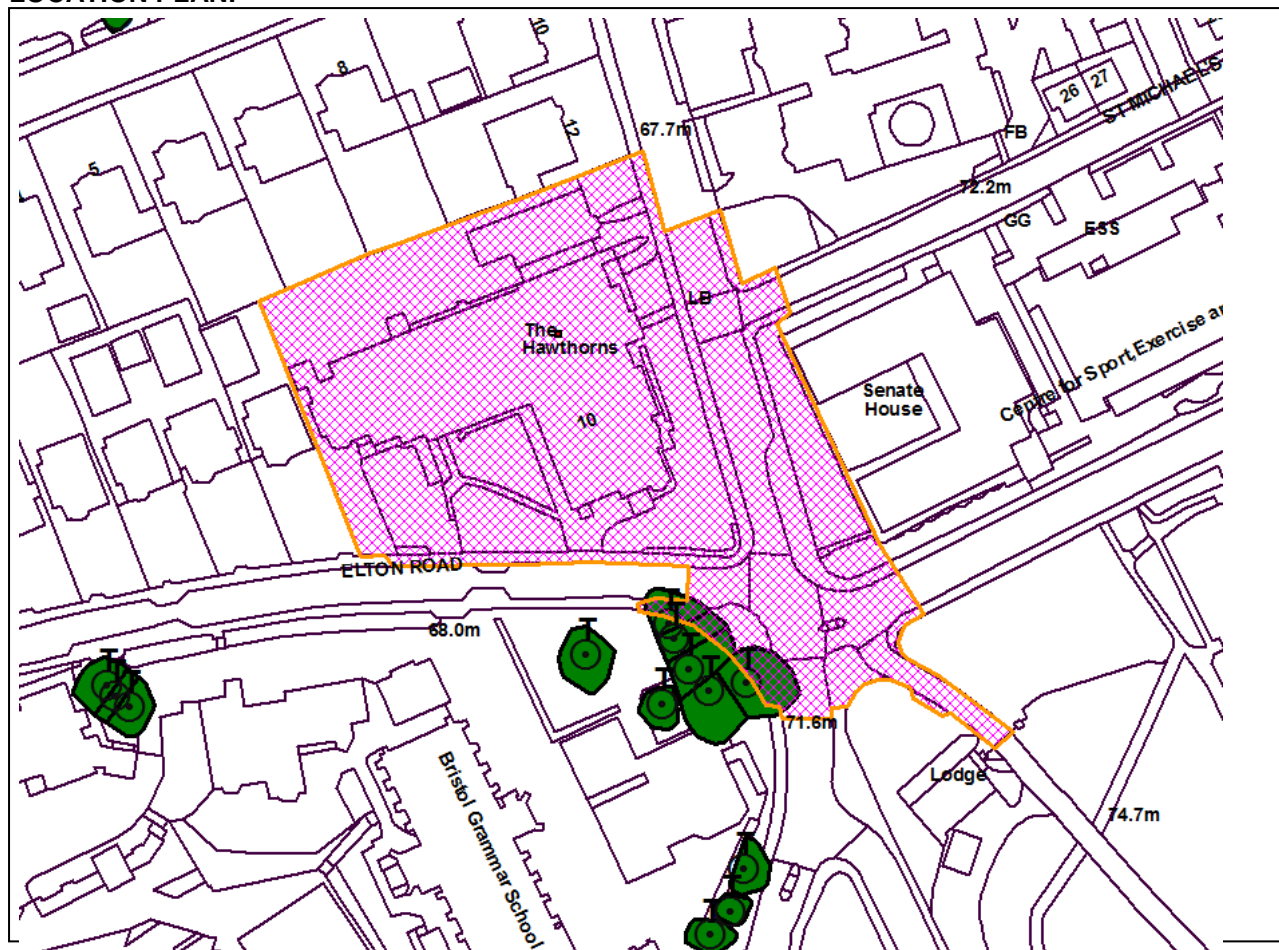 LOCATION PLAN:
10
8
26
27
ST MICHAEL'S
12
67.7m
FB
5
72.2m
GG
ESS
LB
The
Hawthorns
Centre for Sport, Exercise
Senate
House
10
ELTON ROAD
68.0m
T
T
T
T
T
T
T
T
T
T
71.6m
Lodge
74.7m
Bristol Grammar School
T
T
T